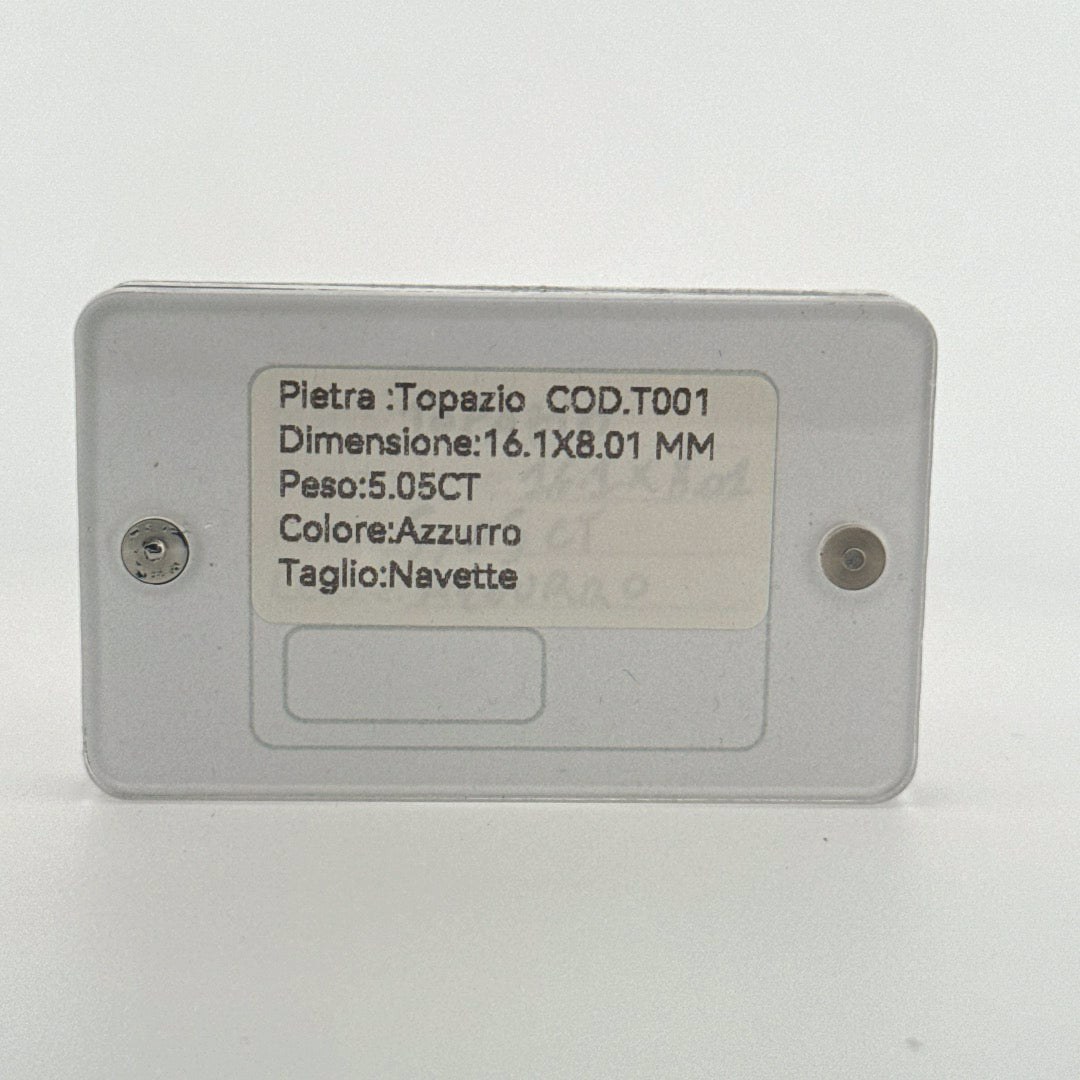 Pietra :Topazio COD.T001
Dimensione:16.1X8.01 MM
Peso:5.05CT
Colore:Azzurro
Taglio:Navette